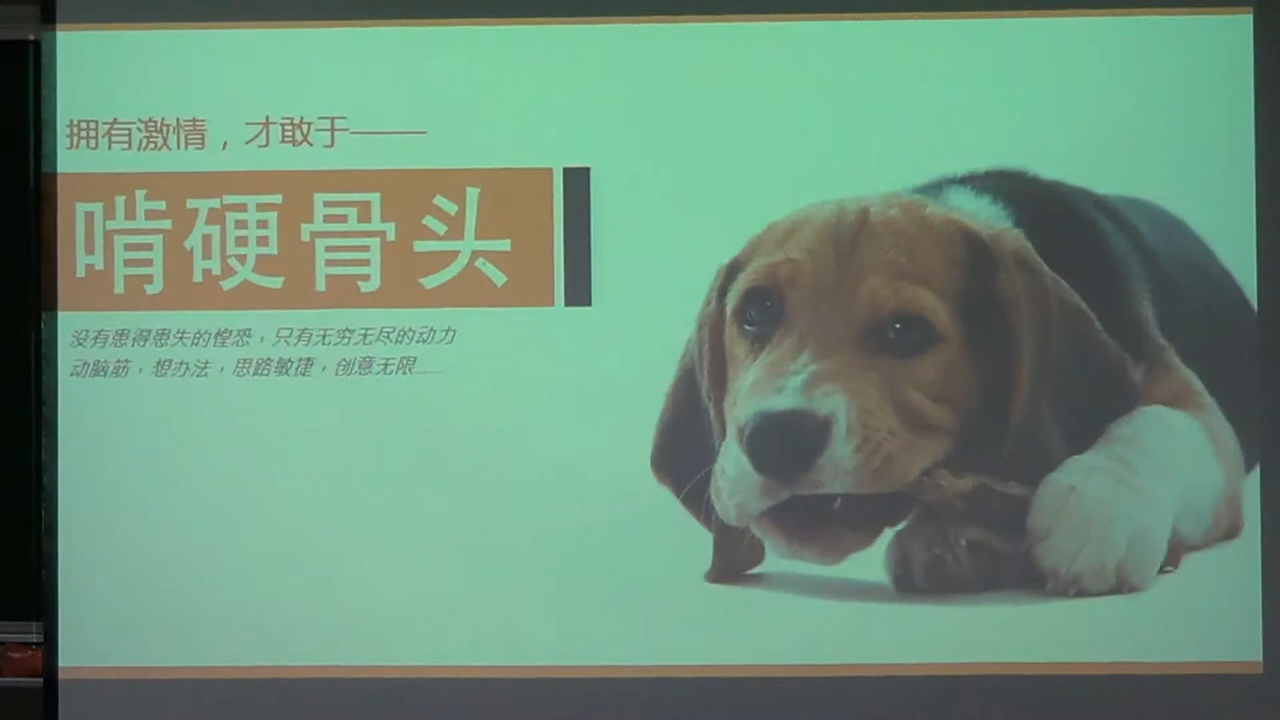 拥有激情，才敢于——
啃硬骨头
没有患得患失的惶恐，只有无穷无尽的动力
动脑筋，想办法，思路敏捷，创意无限……